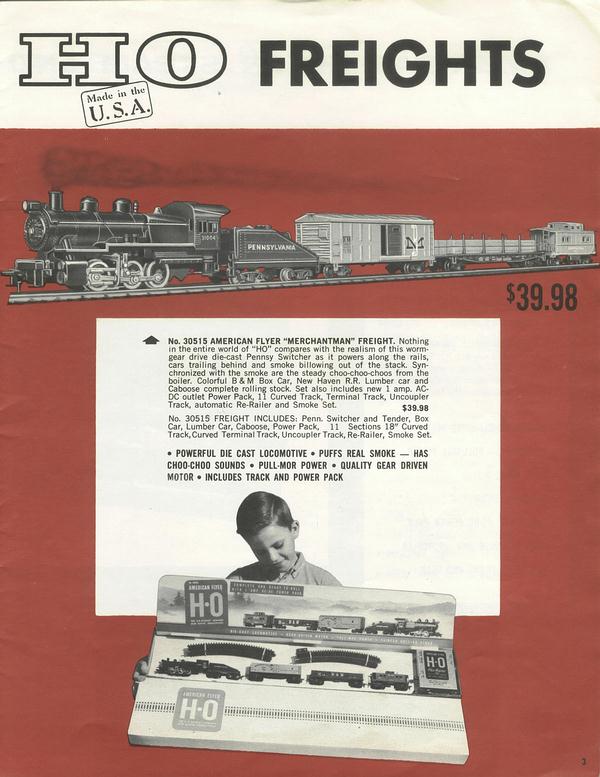 HO FREIGHTS
Made in the
U.S.A.
31004
PENNSYLVANIA
$39.98
No. 30515 AMERICAN FLYER "MERCHANTMAN" FREIGHT. Nothing
in the entire world of "HO" compares with the realism of this worm-
gear drive die-cast Pennsy Switcher as it powers along the rails,
cars trailing behind and smoke billowing out of the stack. Syn-
chronized with the smoke are the steady choo-choo-choos from the
boiler. Colorful B & M Box Car, New Haven R.R. Lumber car and
Caboose complete rolling stock. Set also includes new 1 amp. AC-
DC outlet Power Pack, 11 Curved Track, Terminal Track, Uncoupler
Track, automatic Re-Railer and Smoke Set. $39.98
No. 30515 FREIGHT INCLUDES: Penn. Switcher and Tender, Box
Car, Lumber Car, Caboose, Power Pack, 11 Sections 18" Curved
Track, Curved Terminal Track, Uncoupler Track, Re-Railer, Smoke Set.
• POWERFUL DIE CAST LOCOMOTIVE • PUFFS REAL SMOKE — HAS
CHOO-CHOO SOUNDS • PULL-MOR POWER • QUALITY GEAR DRIVEN
MOTOR • INCLUDES TRACK AND POWER PACK
AMERICAN FLYER
H·O
H·O
AMERICAN FLYER
H·O
3